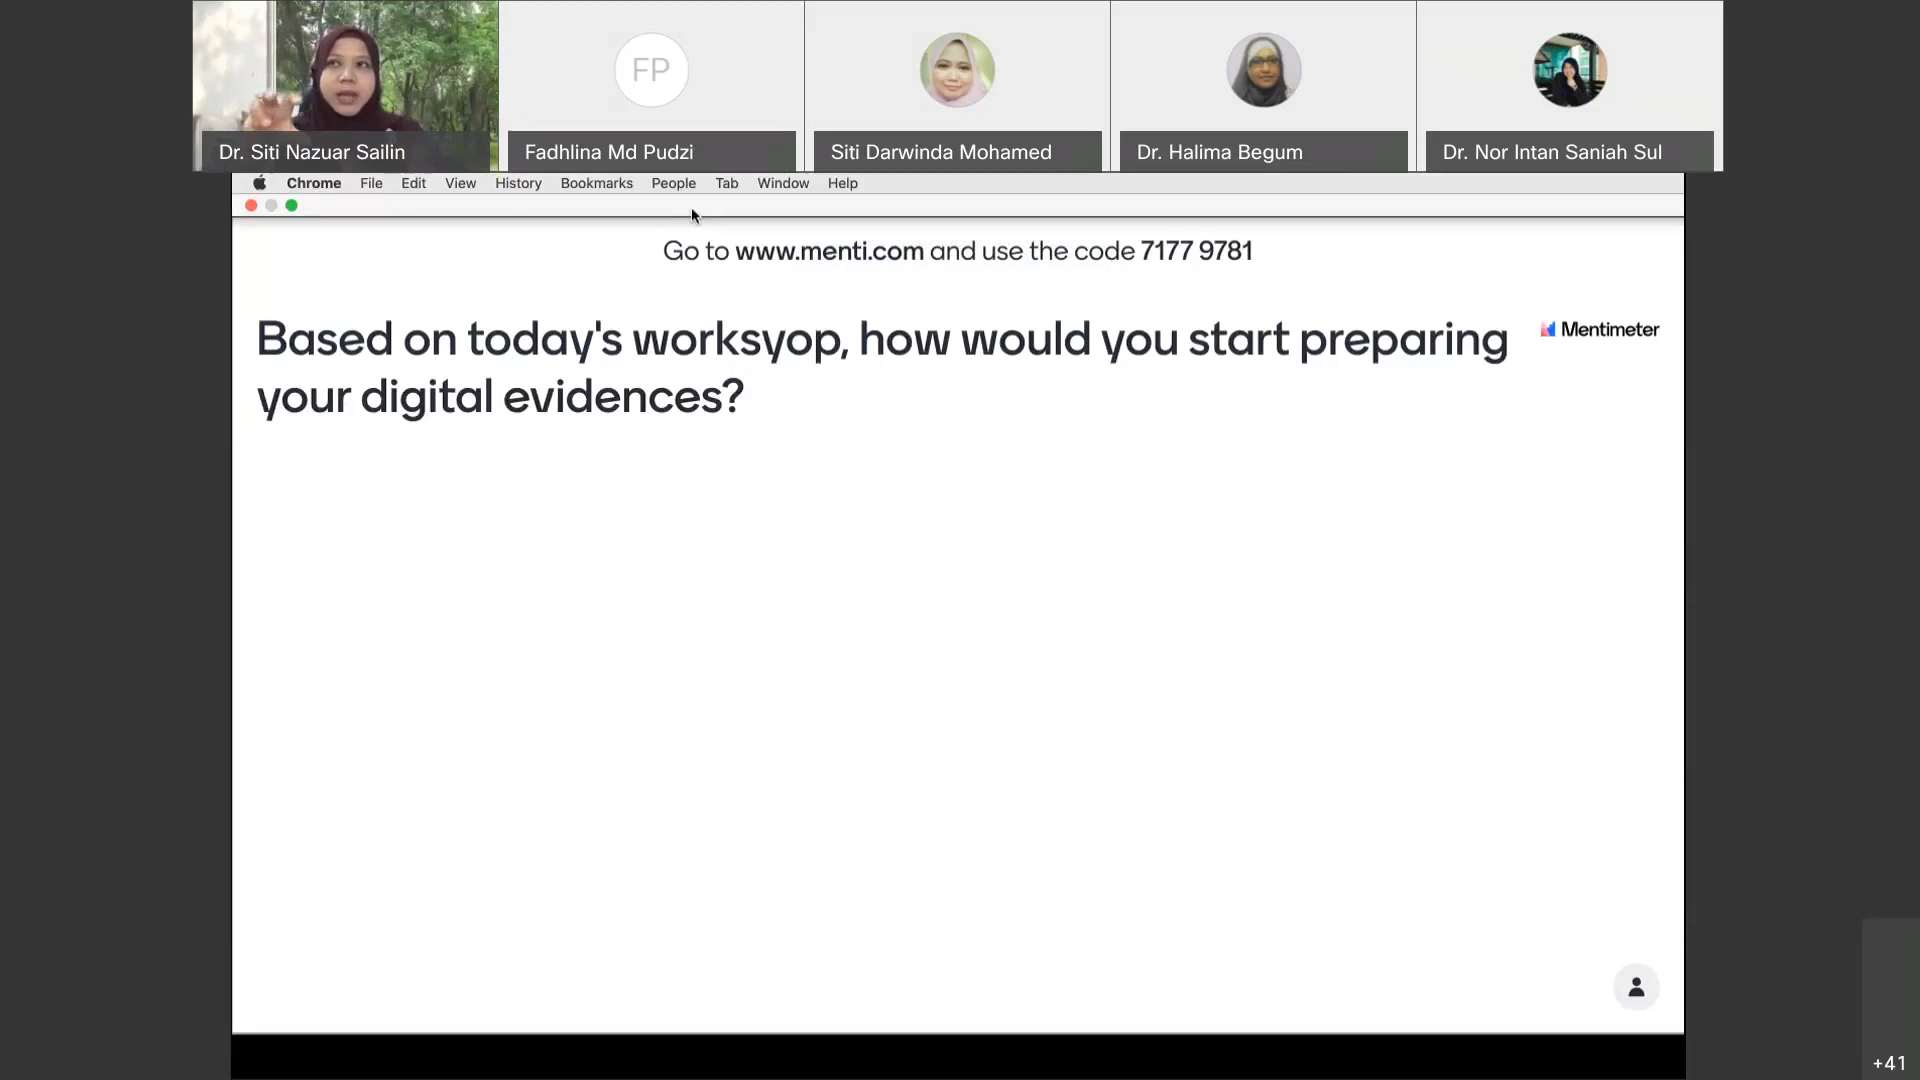 FP
Dr. Siti Nazuar Sailin
Fadhlina Md Pudzi
Siti Darwinda Mohamed
Dr. Halima Begum
Dr. Nor Intan Saniah Sul
Chrome File Edit View History Bookmarks People Tab Window Help
Go to www.menti.com and use the code 7177 9781
Based on today's worksyop, how would you start preparing
your digital evidences?
Mentimeter
+41